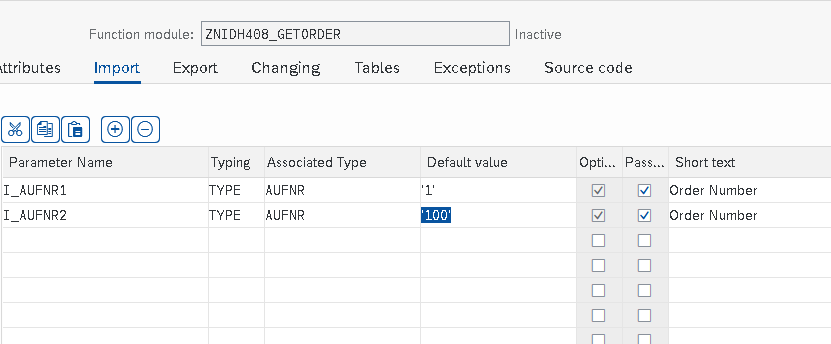 Function module: ZNIDH408_GETORDER Inactive
Attributes Import Export Changing Tables Exceptions Source code
Parameter Name Typing Associated Type Default value Opti... Pass... Short text
I_AUFNR1 TYPE AUFNR '1' Order Number
I_AUFNR2 TYPE AUFNR '100' Order Number